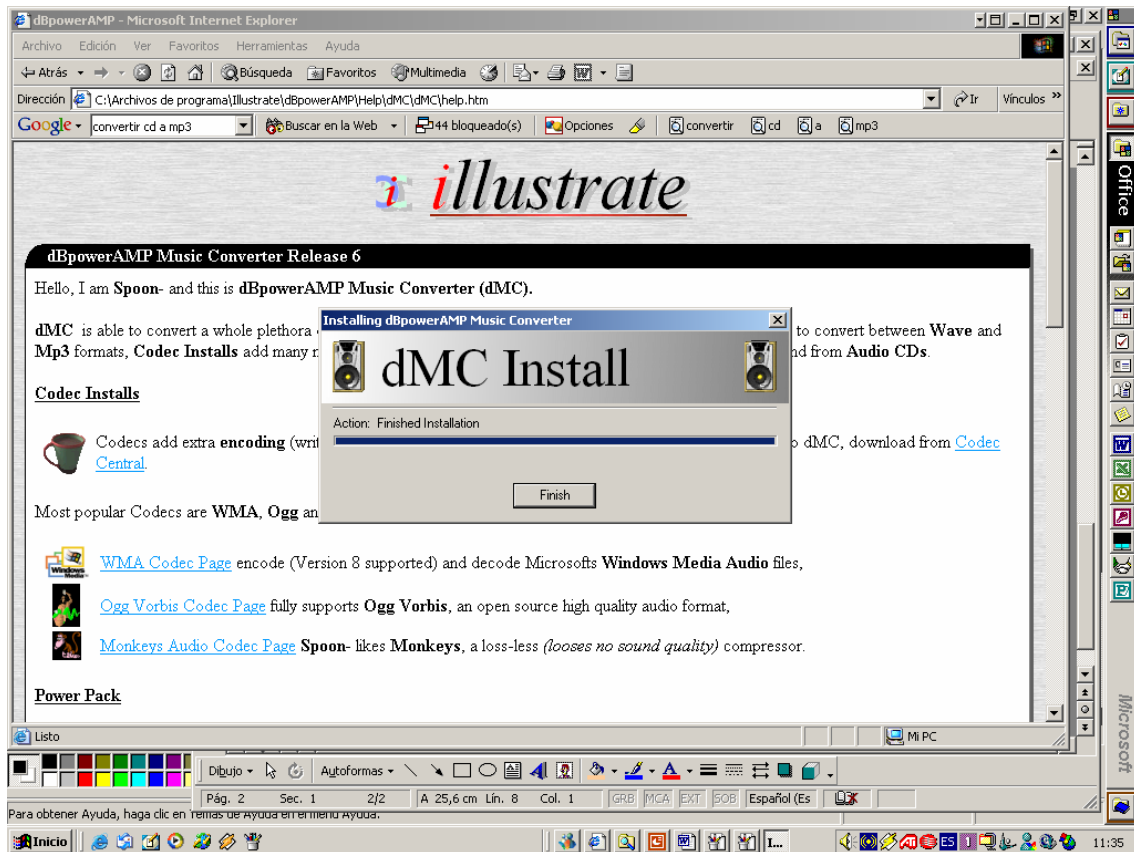 dBpowerAMP - Microsoft Internet Explorer
Archivo Edición Ver Favoritos Herramientas Ayuda
Atrás Búsqueda Favoritos Multimedia
Dirección C:\Archivos de programa\Illustrate\dBpowerAMP\Help\dMC\dMC\help.htm Ir Vínculos »
Google convertir cd a mp3 Buscar en la Web 44 bloqueado(s) Opciones convertir cd a mp3
illustrate
dBpowerAMP Music Converter Release 6
Hello, I am Spoon- and this is dBpowerAMP Music Converter (dMC).
Installing dBpowerAMP Music Converter
dMC is able to convert a whole plethora to convert between Wave and
Mp3 formats, Codec Installs add many nd from Audio CDs.
dMC Install
Codec Installs
Action: Finished Installation
Codecs add extra encoding (writ o dMC, download from Codec
Central.
Finish
Most popular Codecs are WMA, Ogg an
WMA Codec Page encode (Version 8 supported) and decode Microsofts Windows Media Audio files,
Ogg Vorbis Codec Page fully supports Ogg Vorbis, an open source high quality audio format,
Monkeys Audio Codec Page Spoon- likes Monkeys, a loss-less (looses no sound quality) compressor.
Power Pack
Listo Mi PC
Office
Microsoft
Dibujo Autoformas
Pág. 2 Sec. 1 2/2 A 25,6 cm Lín. 8 Col. 1 GRB MCA EXT SOB Español (Es
Para obtener Ayuda, haga clic en Temas de Ayuda en el menú Ayuda.
Inicio I... ES 11:35